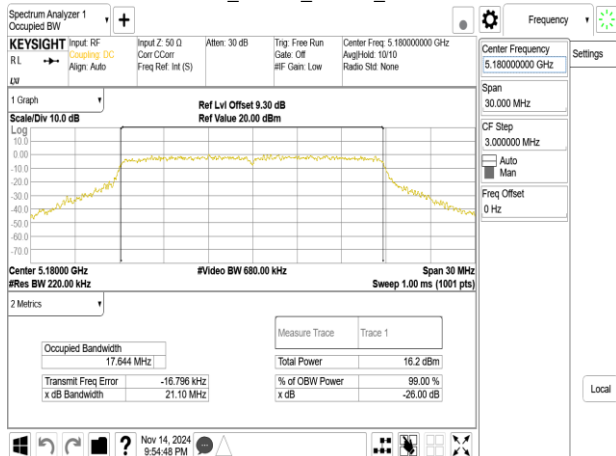 Spectrum Analyzer 1
Occupied BW
Frequency
KEYSIGHT
Input: RF
Coupling: DC
Align: Auto
Input Z: 50 Ω
Corr CCorr
Freq Ref: Int (S)
Atten: 30 dB
Trig: Free Run
Gate: Off
#IF Gain: Low
Center Freq: 5.180000000 GHz
Avg|Hold: 10/10
Radio Std: None
RL
LXI
Center Frequency
5.180000000 GHz
Settings
Span
30.000 MHz
CF Step
3.000000 MHz
Auto
Man
Freq Offset
0 Hz
Local
1 Graph
Scale/Div 10.0 dB
Ref Lvl Offset 9.30 dB
Ref Value 20.00 dBm
Log
10.0
0.00
-10.0
-20.0
-30.0
-40.0
-50.0
-60.0
-70.0
Center 5.18000 GHz
#Video BW 680.00 kHz
Span 30 MHz
#Res BW 220.00 kHz
Sweep 1.00 ms (1001 pts)
2 Metrics
Measure Trace
Trace 1
Occupied Bandwidth
17.644 MHz
Total Power
16.2 dBm
Transmit Freq Error
-16.796 kHz
% of OBW Power
99.00 %
x dB Bandwidth
21.10 MHz
x dB
-26.00 dB
?
Nov 14, 2024
9:54:48 PM